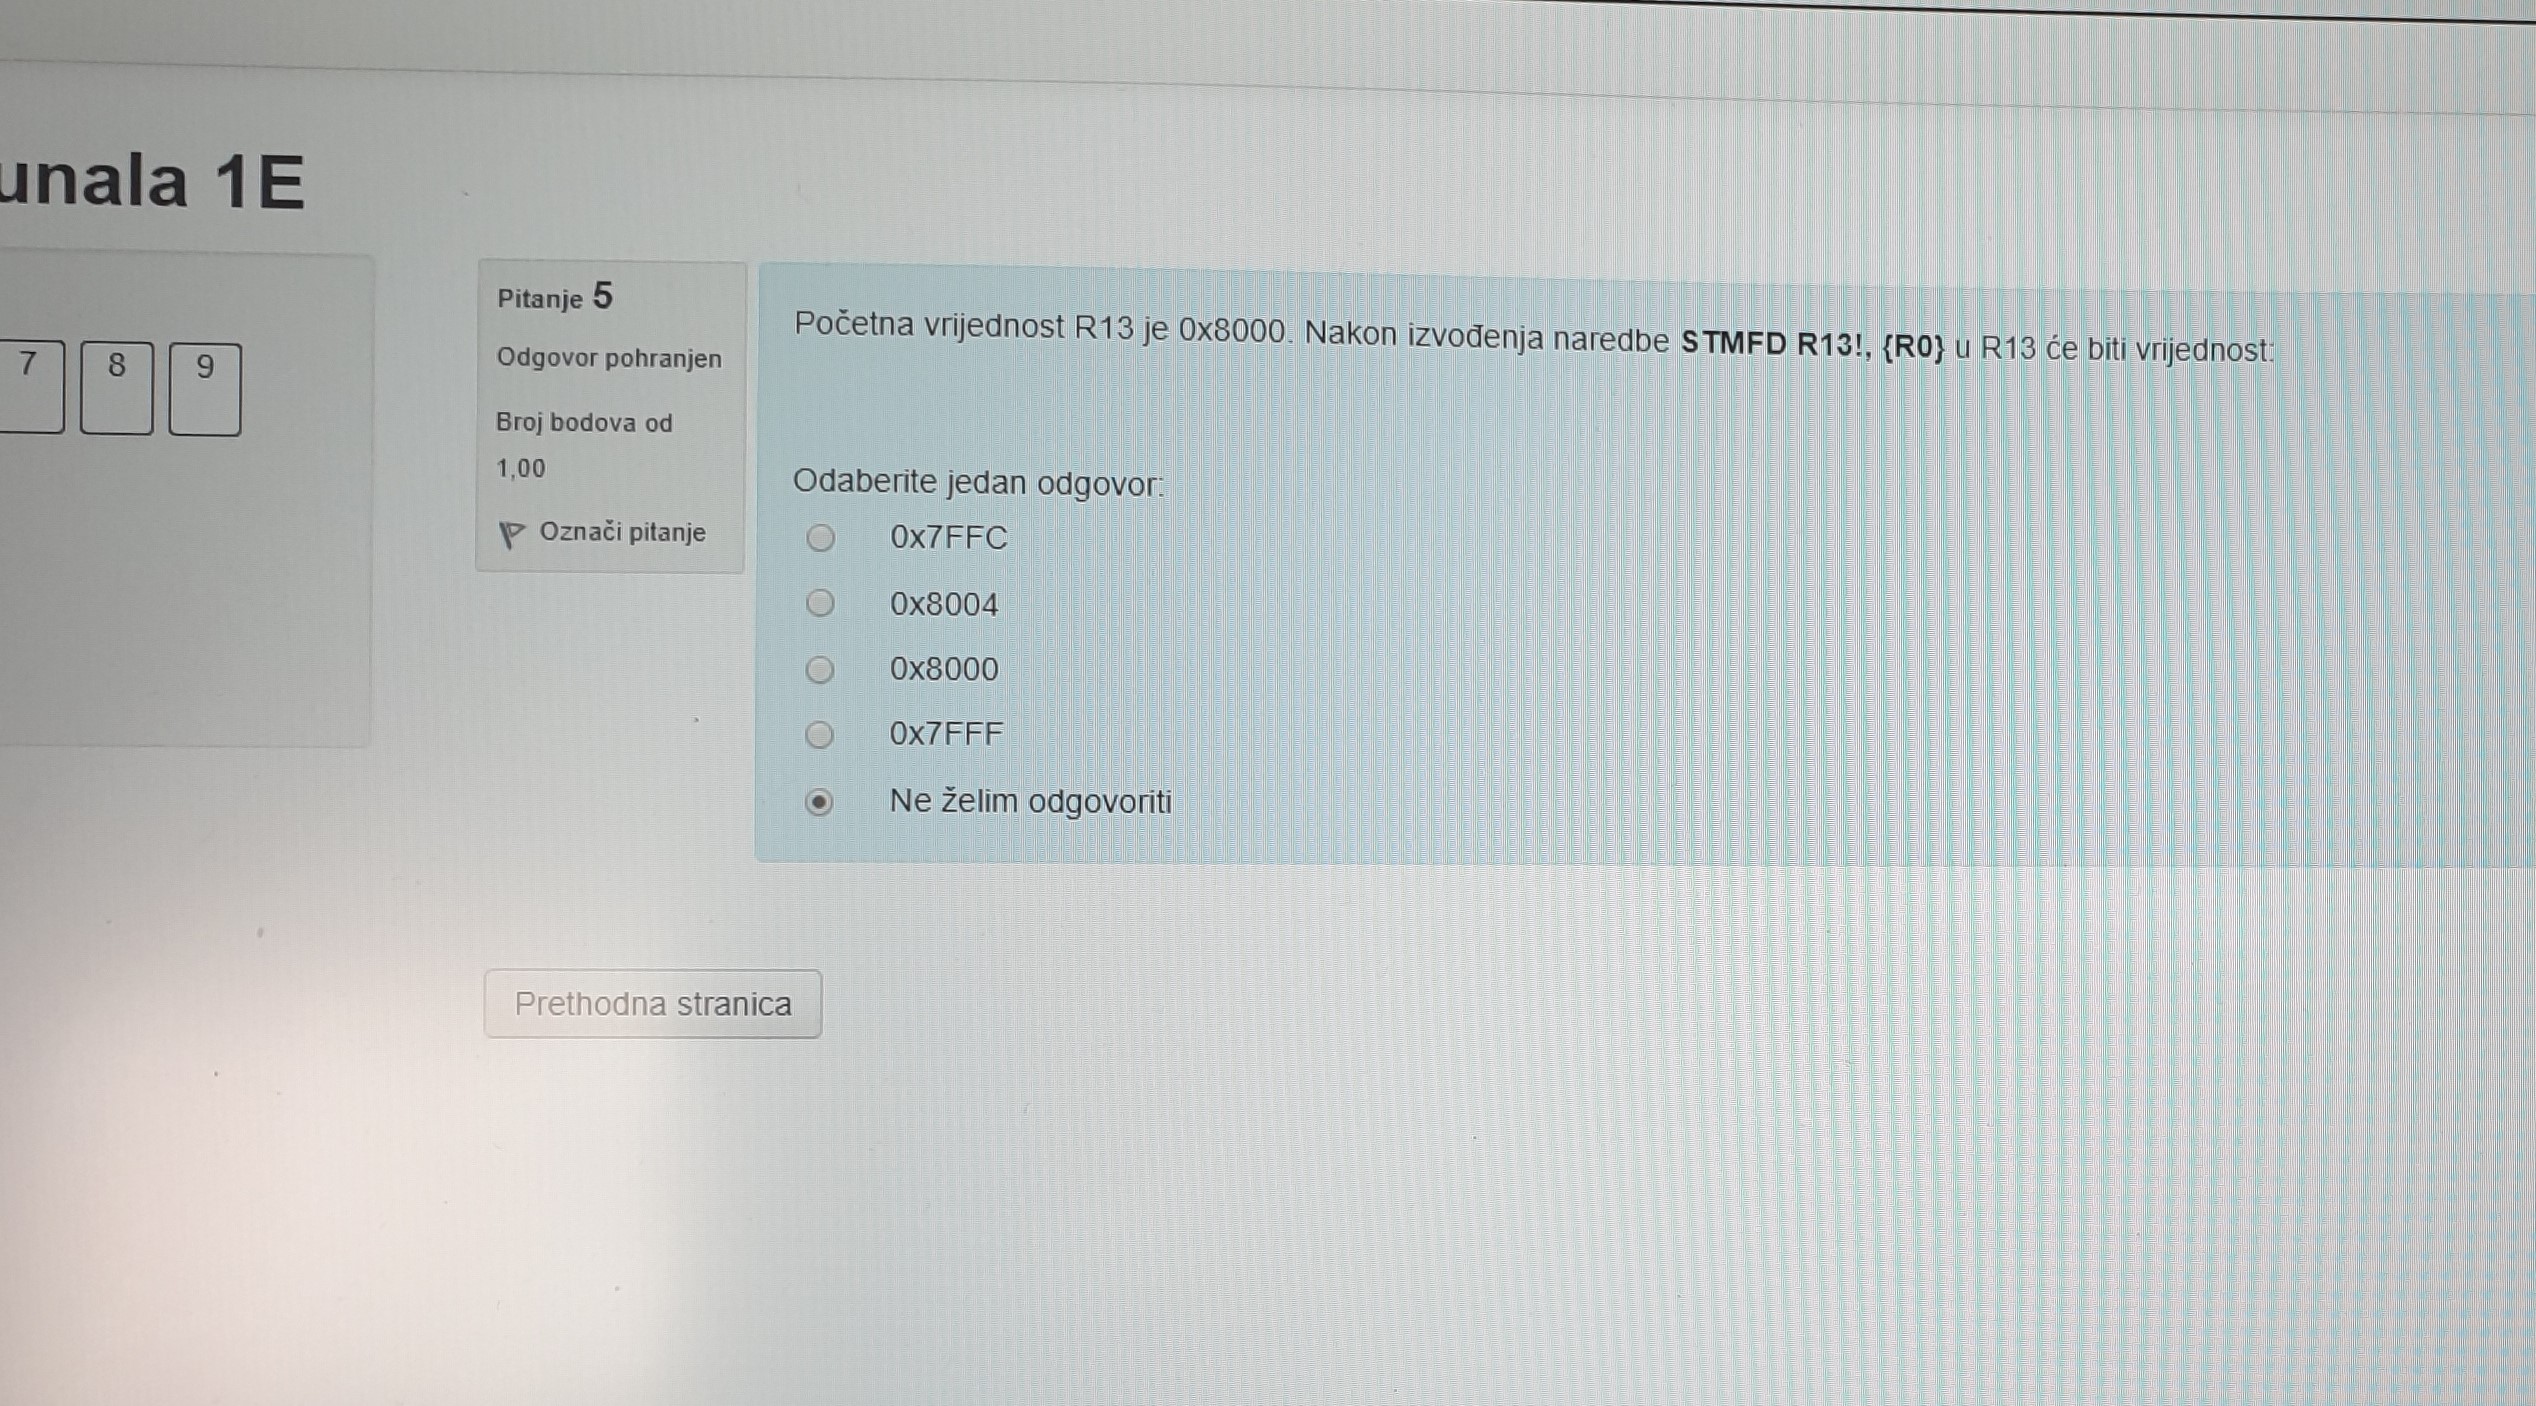 unala 1E
7 8 9
Pitanje 5
Odgovor pohranjen
Broj bodova od
1,00
Označi pitanje
Početna vrijednost R13 je 0x8000. Nakon izvođenja naredbe STMFD R13!, {R0} u R13 će biti vrijednost:
Odaberite jedan odgovor:
0x7FFC
0x8004
0x8000
0x7FFF
Ne želim odgovoriti
Prethodna stranica